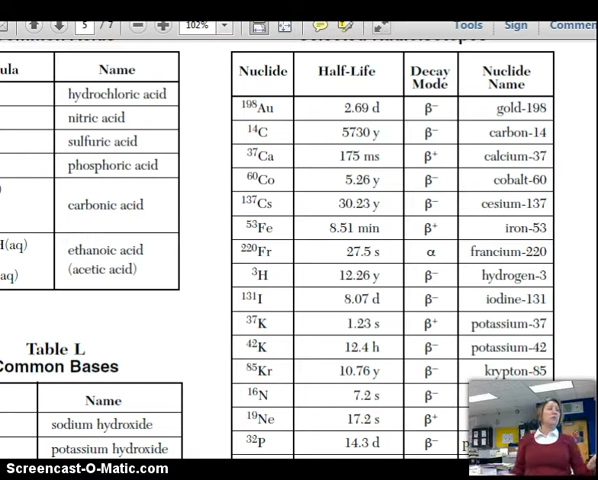 5 / 7 102% Tools Sign Commen
ula Name
hydrochloric acid
nitric acid
sulfuric acid
phosphoric acid
carbonic acid
H(aq) ethanoic acid
aq) (acetic acid)
Table L
Common Bases
Name
sodium hydroxide
potassium hydroxide
Nuclide Half-Life Decay Mode Nuclide Name
¹⁹⁸Au 2.69 d β⁻ gold-198
¹⁴C 5730 y β⁻ carbon-14
³⁷Ca 175 ms β⁺ calcium-37
⁶⁰Co 5.26 y β⁻ cobalt-60
¹³⁷Cs 30.23 y β⁻ cesium-137
⁵³Fe 8.51 min β⁺ iron-53
²²⁰Fr 27.5 s α francium-220
³H 12.26 y β⁻ hydrogen-3
¹³¹I 8.07 d β⁻ iodine-131
³⁷K 1.23 s β⁺ potassium-37
⁴²K 12.4 h β⁻ potassium-42
⁸⁵Kr 10.76 y β⁻ krypton-85
¹⁶N 7.2 s β⁻
¹⁹Ne 17.2 s β⁺
³²P 14.3 d β⁻ p
Screencast-O-Matic.com